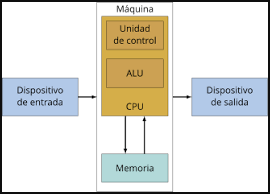 Máquina
Unidad
de control
ALU
CPU
Dispositivo
de entrada
Dispositivo
de salida
Memoria